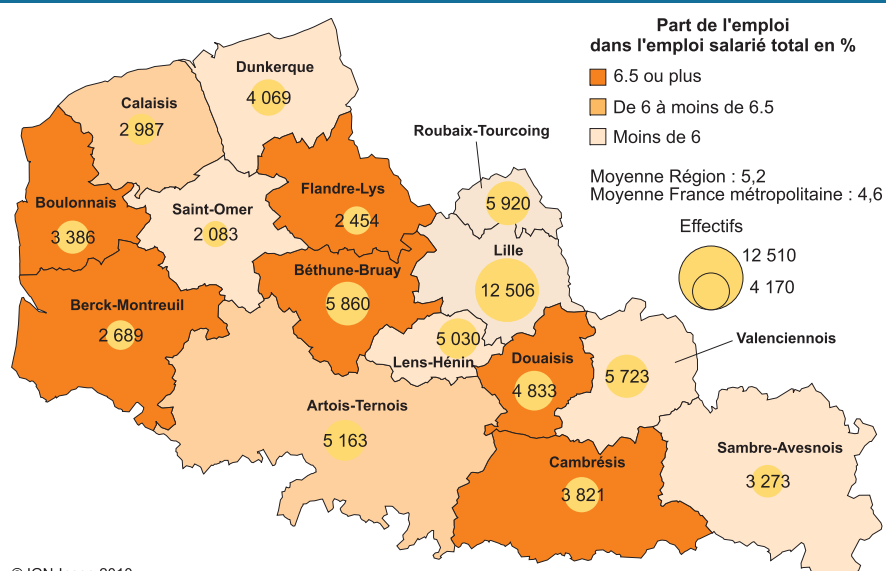 Part de l'emploi
dans l'emploi salarié total en %
6.5 ou plus
De 6 à moins de 6.5
Moins de 6
Moyenne Région : 5,2
Moyenne France métropolitaine : 4,6
Effectifs
12 510
4 170
Dunkerque
4 069
Calaisis
2 987
Roubaix-Tourcoing
5 920
Flandre-Lys
2 454
Boulonnais
3 386
Saint-Omer
2 083
Lille
12 506
Béthune-Bruay
5 860
Berck-Montreuil
2 689
5 030
Lens-Hénin
Douaisis
4 833
Valenciennois
5 723
Artois-Ternois
5 163
Cambrésis
3 821
Sambre-Avesnois
3 273